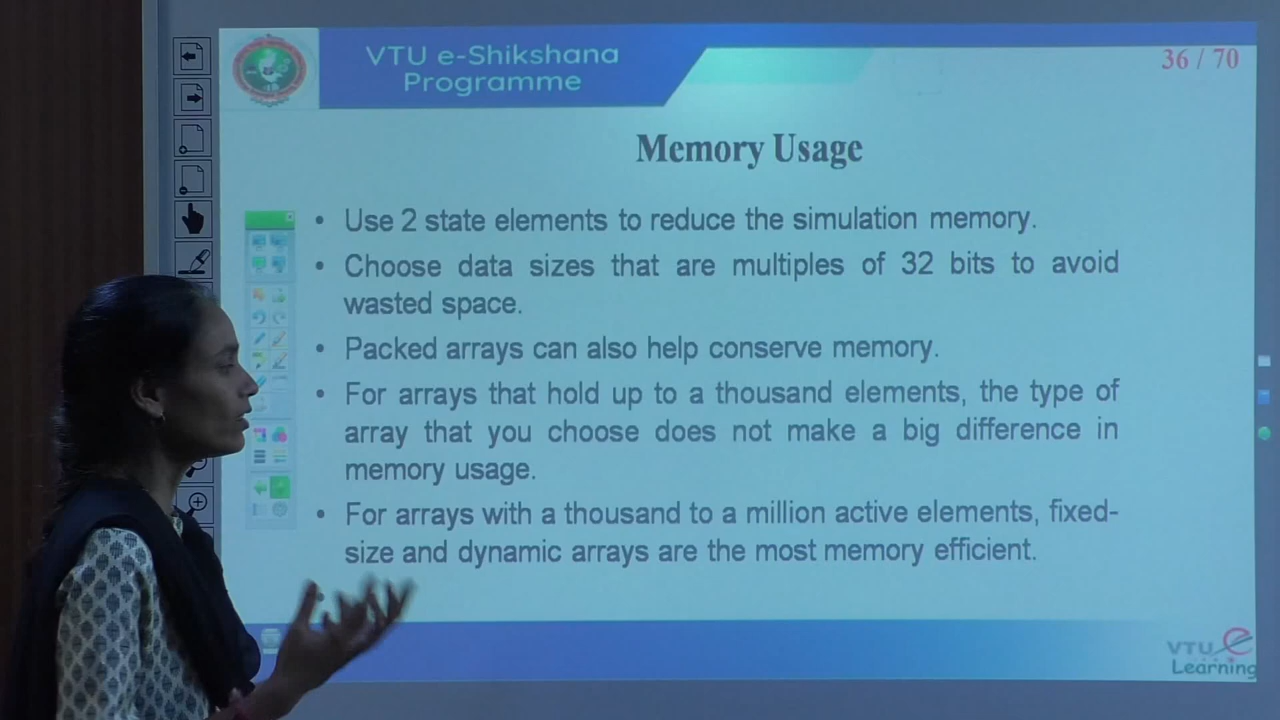 VTU e-Shikshana
Programme
36 / 70
Memory Usage
• Use 2 state elements to reduce the simulation memory.
• Choose data sizes that are multiples of 32 bits to avoid
wasted space.
• Packed arrays can also help conserve memory.
• For arrays that hold up to a thousand elements, the type of
array that you choose does not make a big difference in
memory usage.
• For arrays with a thousand to a million active elements, fixed-
size and dynamic arrays are the most memory efficient.
VTU e
Learning